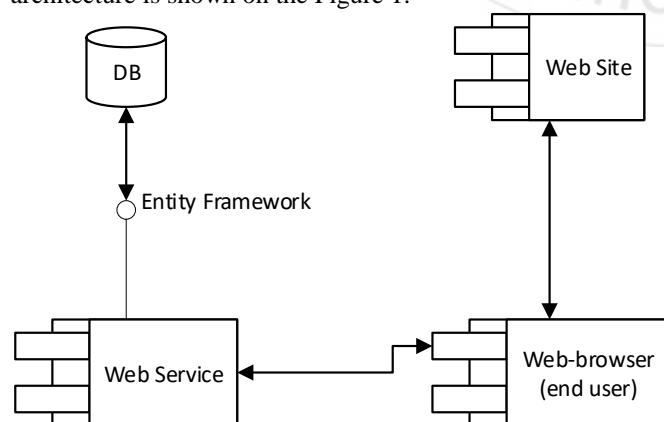 architecture is shown on the Figure 1.
DB
Web Site
Entity Framework
Web Service
Web-browser
(end user)